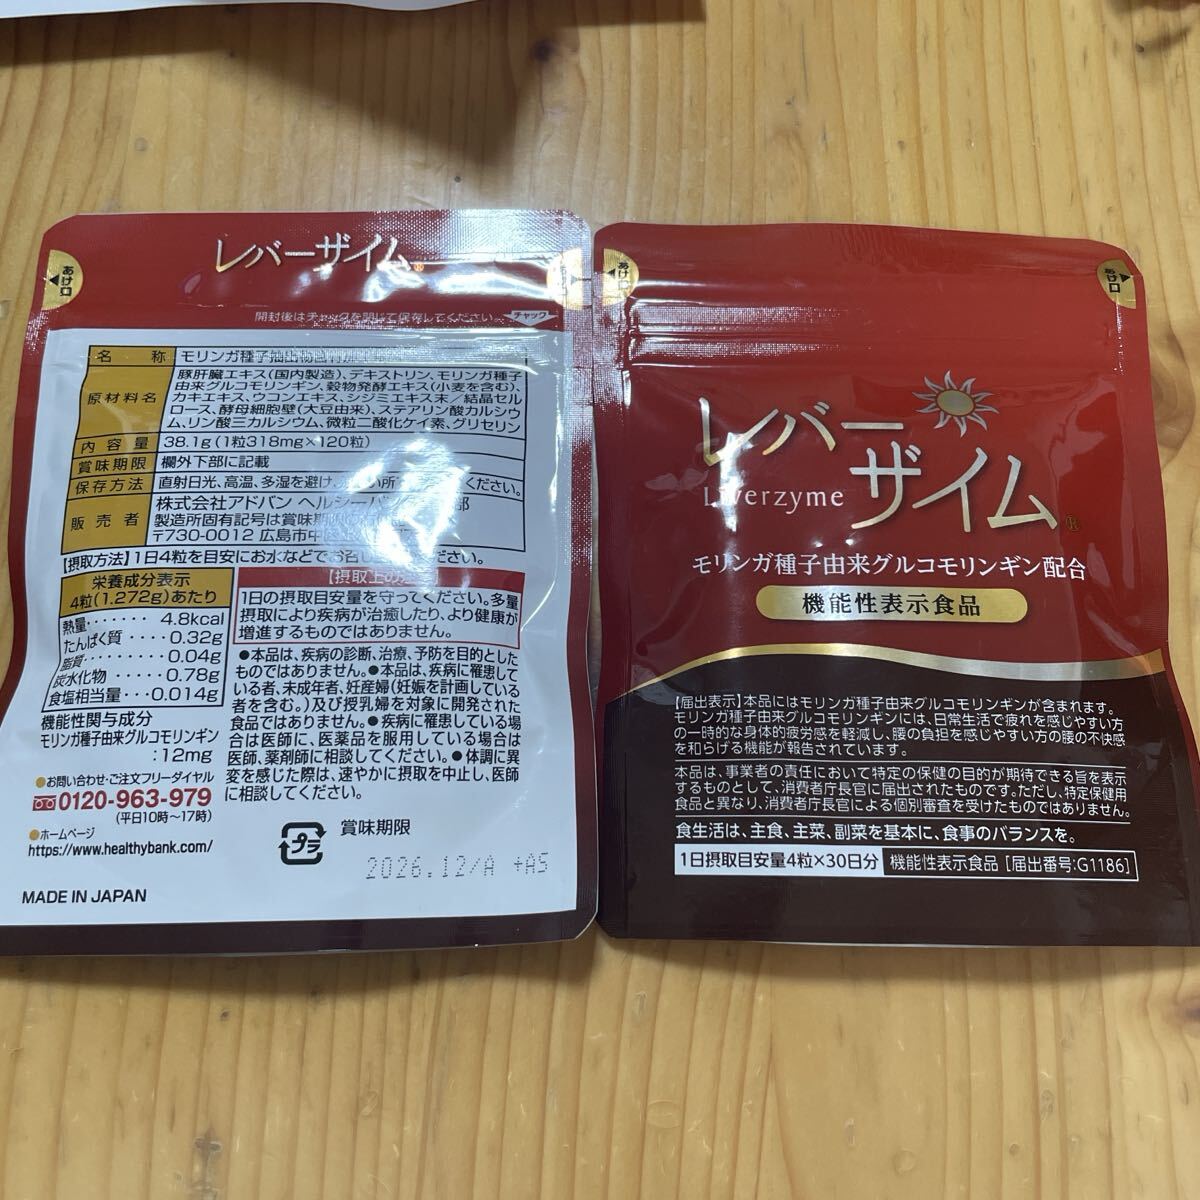 レバーザイム®
あけ口
開封後はチャックを閉じて保存してください。 チャック
名称 モリンガ種子抽出物
原材料名 豚肝臓エキス(国内製造)、デキストリン、モリンガ種子
由来グルコモリンギン、穀物発酵エキス(小麦を含む)、
カキエキス、ウコンエキス、シジミエキス末/結晶セル
ロース、酵母細胞壁(大豆由来)、ステアリン酸カルシウ
ム、リン酸三カルシウム、微粒二酸化ケイ素、グリセリン
内容量 38.1g(1粒318mg×120粒)
賞味期限 欄外下部に記載
保存方法 直射日光、高温、多湿を避け ください。
販売者 株式会社アドバン ヘルシー
製造所固有記号は賞味期限
〒730-0012 広島市中区
【摂取方法】1日4粒を目安にお水などでお召し ください。
栄養成分表示
4粒(1.272g)あたり
熱量・・・・・・・4.8kcal
たんぱく質・・・・0.32g
脂質・・・・・・・・0.04g
炭水化物・・・・・0.78g
食塩相当量・・・0.014g
機能性関与成分
モリンガ種子由来グルコモリンギン
:12mg
●お問い合わせ・ご注文フリーダイヤル
0120-963-979
(平日10時〜17時)
●ホームページ
https://www.healthybank.com/
MADE IN JAPAN
【摂取上の
1日の摂取目安量を守ってください。多量
摂取により疾病が治癒したり、より健康が
増進するものではありません。
●本品は、疾病の診断、治療、予防を目的とした
ものではありません。●本品は、疾病に罹患して
いる者、未成年者、妊産婦(妊娠を計画している
者を含む。)及び授乳婦を対象に開発された
食品ではありません。●疾病に罹患している場
合は医師に、医薬品を服用している場合は
医師、薬剤師に相談してください。●体調に異
変を感じた際は、速やかに摂取を中止し、医師
に相談してください。
プラ
賞味期限
2026.12/A +A5
あけ口
あけ口
レバーザイム®
Liverzyme
モリンガ種子由来グルコモリンギン配合
機能性表示食品
【届出表示】本品にはモリンガ種子由来グルコモリンギンが含まれます。
モリンガ種子由来グルコモリンギンには、日常生活で疲れを感じやすい方
の一時的な身体的疲労感を軽減し、腰の負担を感じやすい方の腰の不快感
を和らげる機能が報告されています。
本品は、事業者の責任において特定の保健の目的が期待できる旨を表示
するものとして、消費者庁長官に届出されたものです。ただし、特定保健用
食品と異なり、消費者庁長官による個別審査を受けたものではありません。
食生活は、主食、主菜、副菜を基本に、食事のバランスを。
1日摂取目安量4粒×30日分 機能性表示食品 [届出番号:G1186]